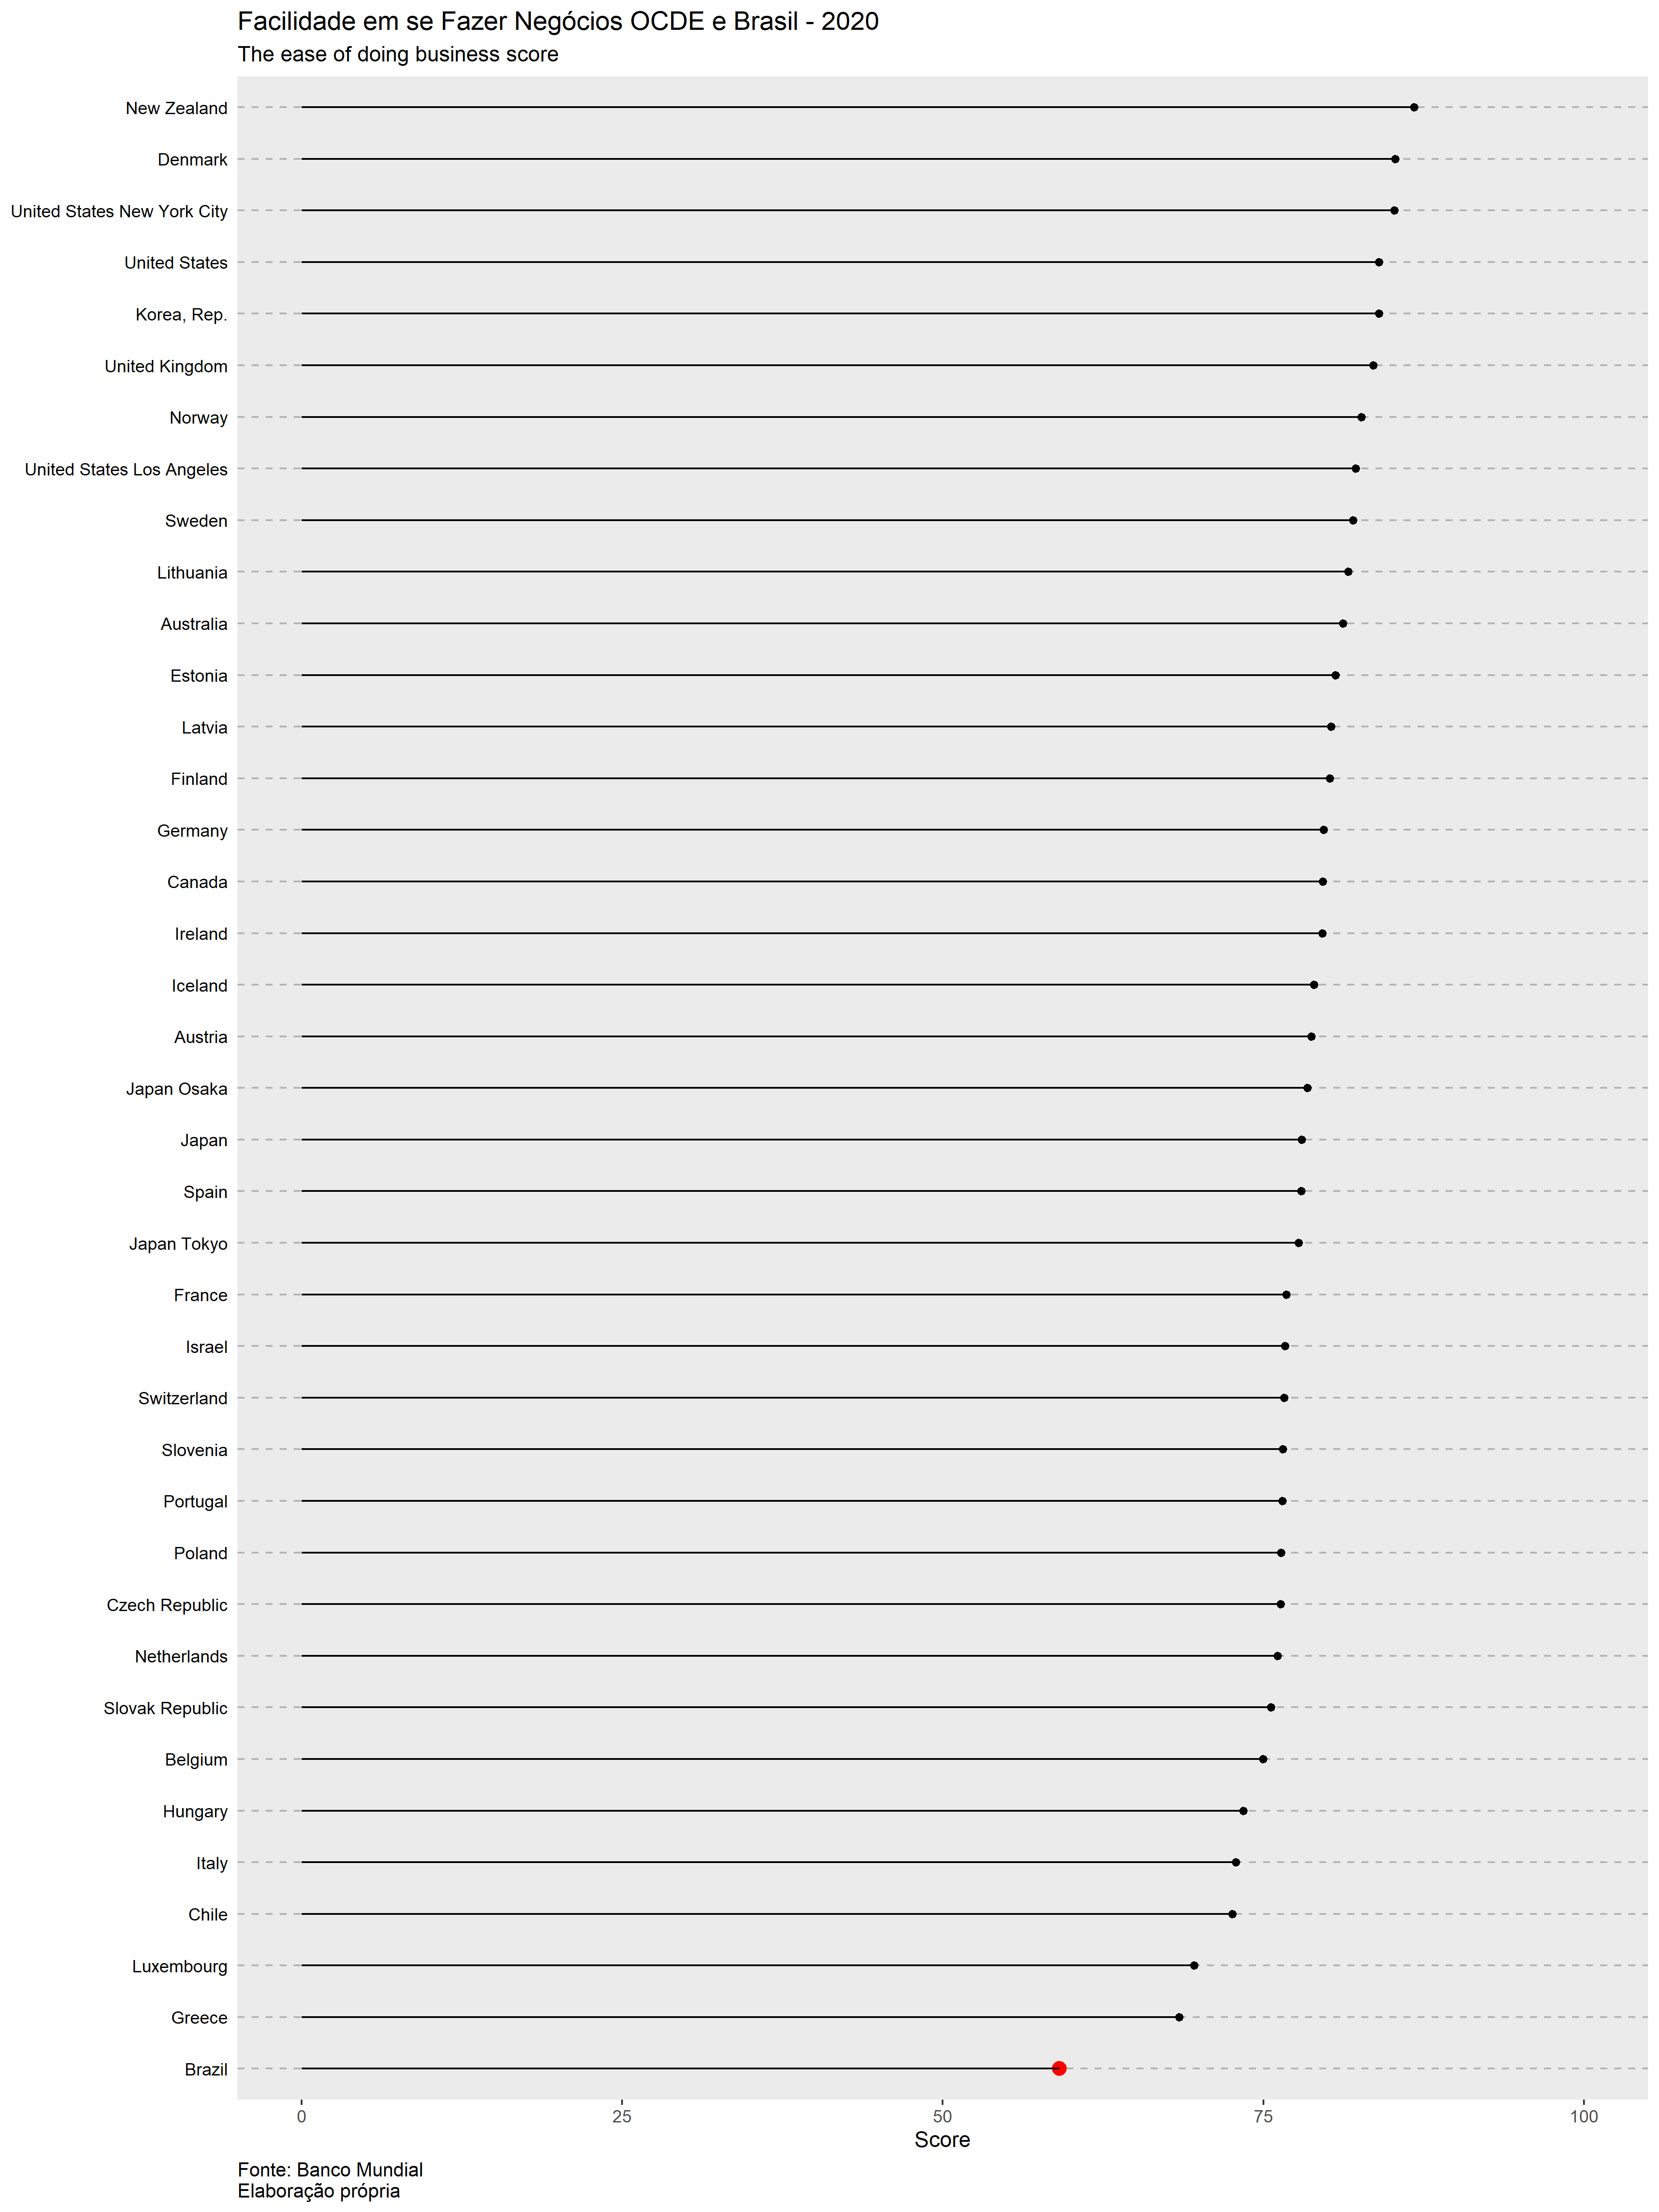 Facilidade em se Fazer Negócios OCDE e Brasil - 2020
The ease of doing business score
New Zealand
Denmark
United States New York City
United States
Korea, Rep.
United Kingdom
Norway
United States Los Angeles
Sweden
Lithuania
Australia
Estonia
Latvia
Finland
Germany
Canada
Ireland
Iceland
Austria
Japan Osaka
Japan
Spain
Japan Tokyo
France
Israel
Switzerland
Slovenia
Portugal
Poland
Czech Republic
Netherlands
Slovak Republic
Belgium
Hungary
Italy
Chile
Luxembourg
Greece
Brazil
0 25 50 75 100
Score
Fonte: Banco Mundial
Elaboração própria